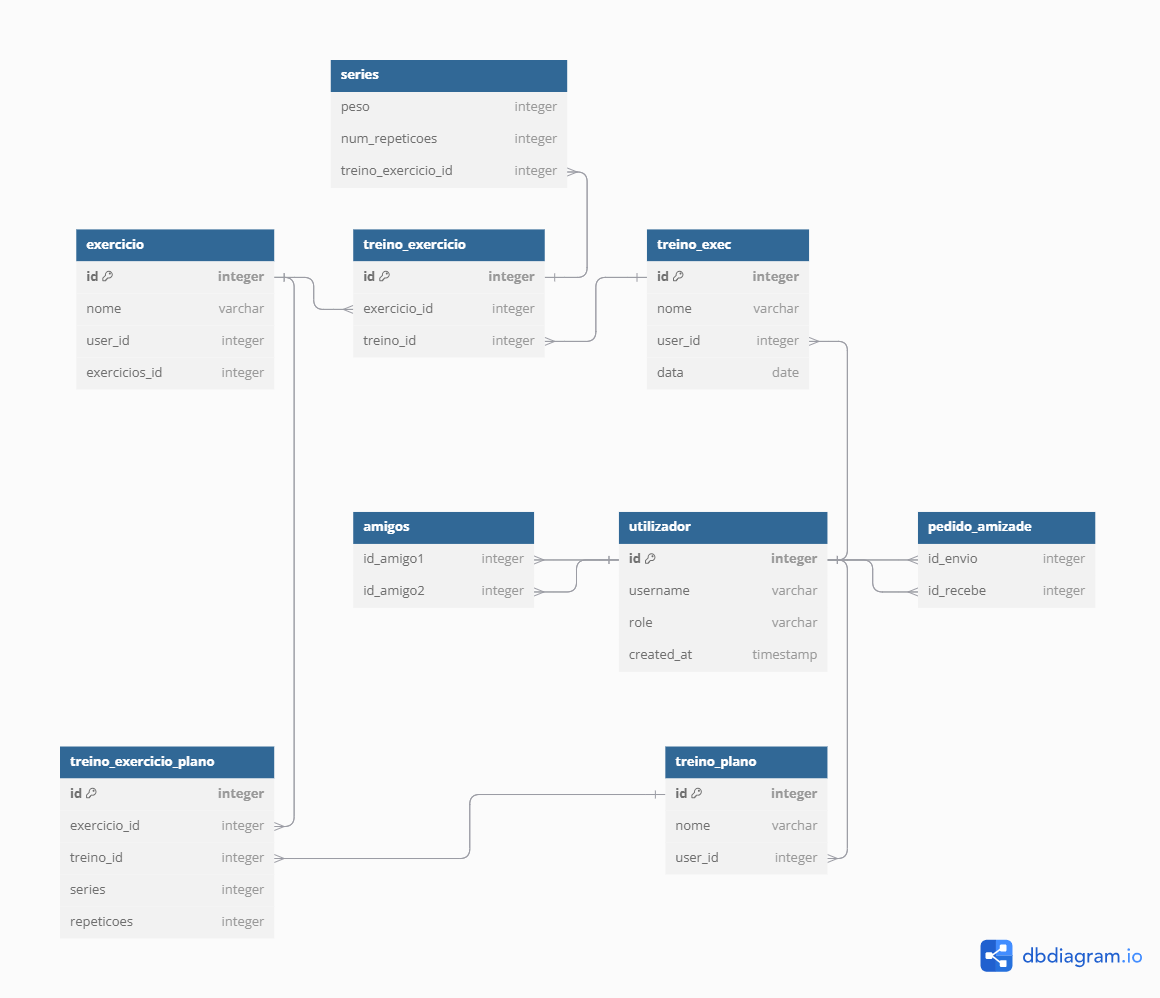 series
peso integer
num_repeticoes integer
treino_exercicio_id integer
exercicio
id integer
nome varchar
user_id integer
exercicios_id integer
treino_exercicio
id integer
exercicio_id integer
treino_id integer
treino_exec
id integer
nome varchar
user_id integer
data date
amigos
id_amigo1 integer
id_amigo2 integer
utilizador
id integer
username varchar
role varchar
created_at timestamp
pedido_amizade
id_envio integer
id_recebe integer
treino_exercicio_plano
id integer
exercicio_id integer
treino_id integer
series integer
repeticoes integer
treino_plano
id integer
nome varchar
user_id integer
dbdiagram.io